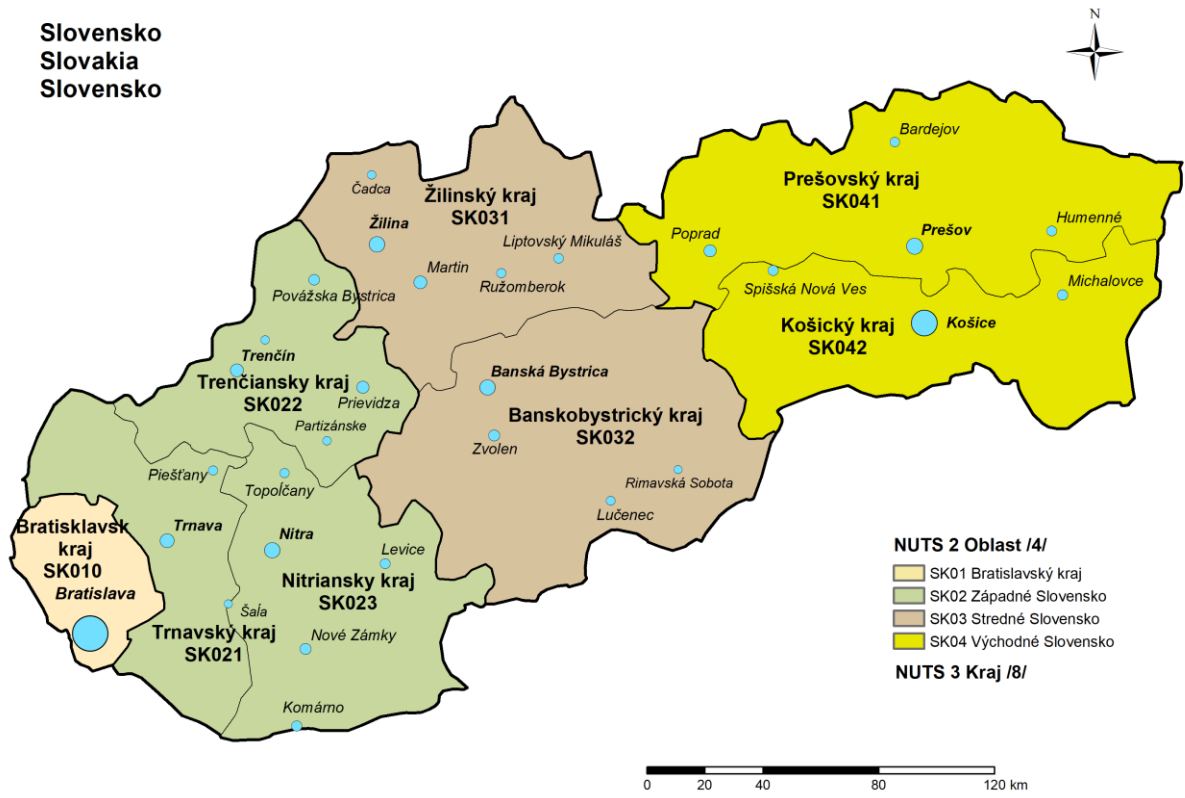 Slovensko
Slovakia
Slovensko
N
Bardejov
Čadca
Žilinský kraj
SK031
Prešovský kraj
SK041
Žilina
Liptovský Mikuláš
Poprad
Prešov
Humenné
Martin
Ružomberok
Spišská Nová Ves
Michalovce
Považska Bystrica
Košický kraj
SK042
Košice
Trenčín
Trenčiansky kraj
SK022
Prievidza
Banská Bystrica
Banskobystrický kraj
SK032
Partizánske
Zvolen
Piešťany
Topoĺčany
Rimavská Sobota
Lučenec
Bratisklavsk
kraj
SK010
Bratislava
Trnava
Nitra
Levice
Nitriansky kraj
SK023
Šaĺa
Trnavský kraj
SK021
Nové Zámky
Komárno
NUTS 2 Oblast /4/
SK01 Bratislavský kraj
SK02 Západné Slovensko
SK03 Stredné Slovensko
SK04 Východné Slovensko
NUTS 3 Kraj /8/
0 20 40 80 120 km